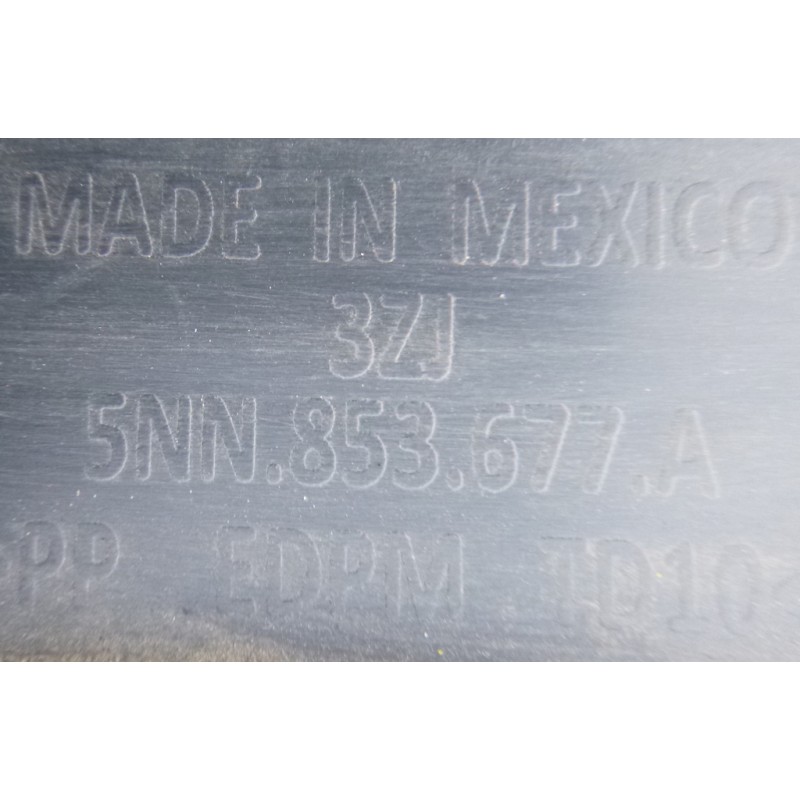 MADE IN MEXICO
3ZJ
5NN.853.677.A
>PP EDPM TD10<